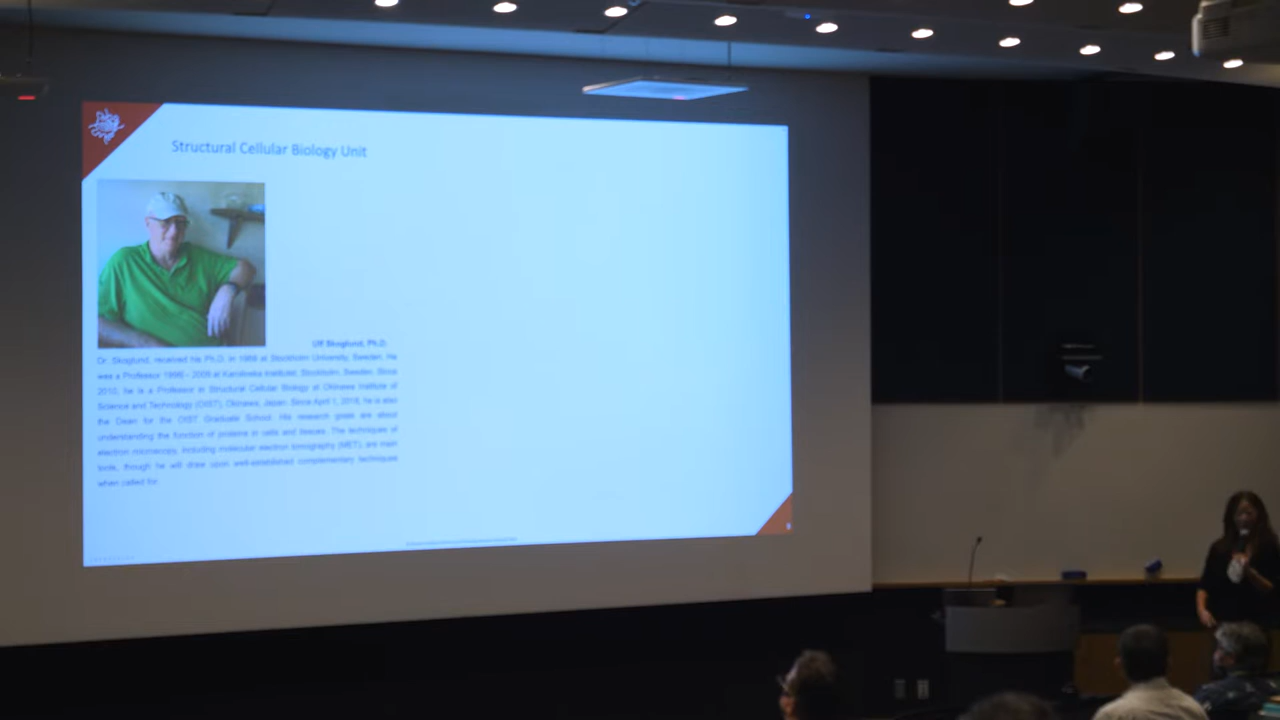 Structural Cellular Biology Unit
Ulf Skoglund, Ph.D.
Dr. Skoglund, received his Ph.D. in at Stockholm University, Sweden. He
was a Professor at Karolinska Institutet, Stockholm, Sweden. Since
2010, he is a Professor in Structural Cellular Biology at Okinawa Institute of
Science and Technology (OIST), Okinawa, Japan. Since April 1, he is also
the Dean for the OIST Graduate School. His research goals are about
understanding the function of proteins in cells and tissues. The techniques of
electron microscopy, including molecular electron tomography (MET), are main
tools, though he will draw upon well-established complementary techniques
when called for.